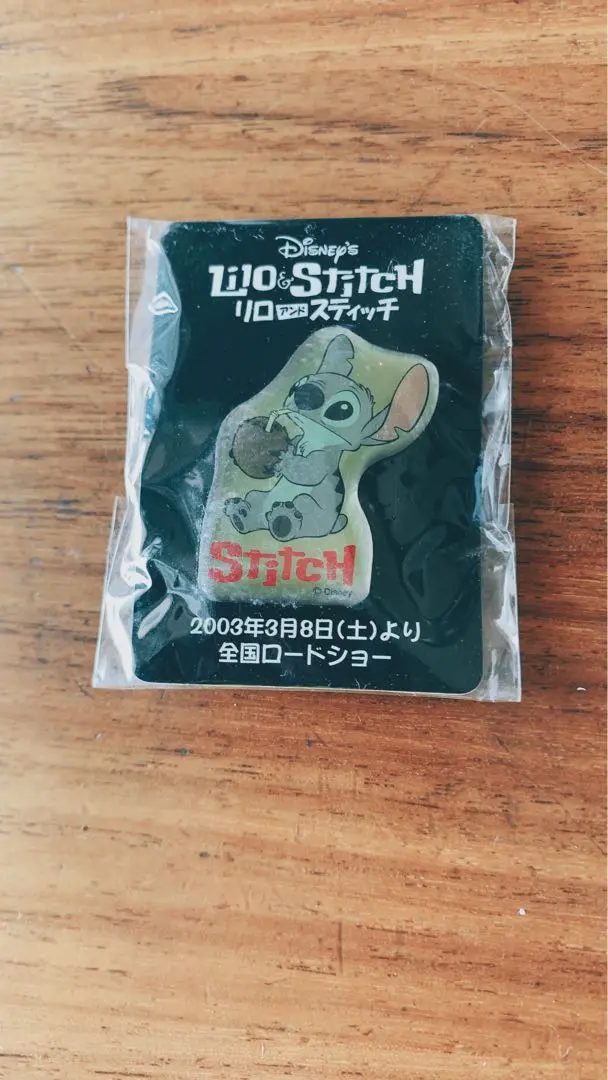 Disney's
Lilo & Stitch
リロ アンド スティッチ
Stitch
© Disney
2003年3月8日(土)より
全国ロードショー